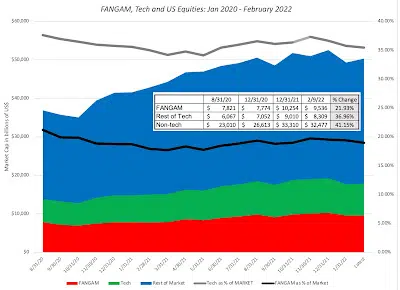 FANGAM, Tech and US Equities: Jan 2020 - February 2022
$60,000
$50,000
$40,000
$30,000
$20,000
$10,000
$0
Market Cap in billions of US$
40.00%
35.00%
30.00%
25.00%
20.00%
15.00%
10.00%
5.00%
0.00%
8/31/20 12/31/20 12/31/21 2/9/22 % Change
FANGAM $ 7,821 $ 7,774 $ 10,254 $ 9,536 21.93%
Rest of Tech $ 6,067 $ 7,052 $ 9,010 $ 8,309 36.96%
Non-tech $ 23,010 $ 26,613 $ 33,310 $ 32,477 41.15%
FANGAM Tech Rest of Market Tech as % of MARKET FANGAM as % of Market